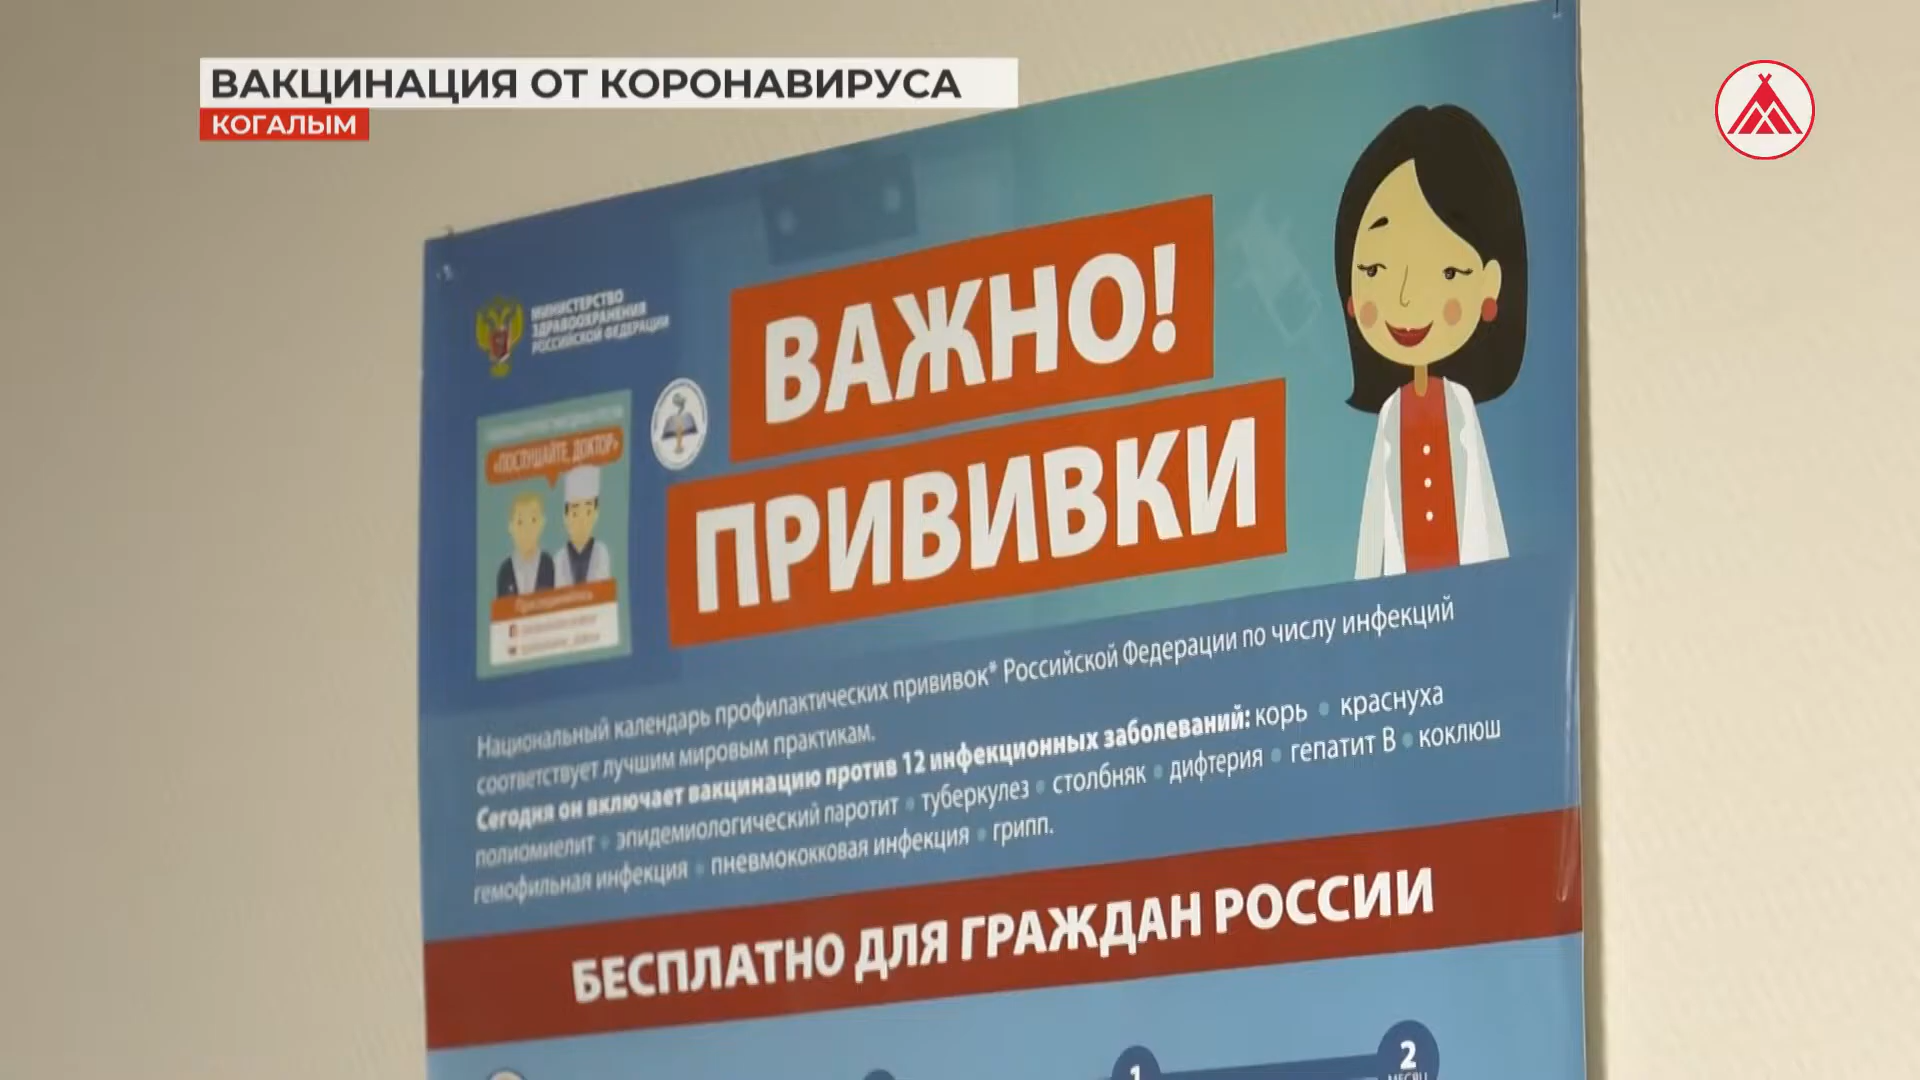 ВАКЦИНАЦИЯ ОТ КОРОНАВИРУСА
КОГАЛЫМ
МИНИСТЕРСТВО
ЗДРАВООХРАНЕНИЯ
РОССИЙСКОЙ ФЕДЕРАЦИИ
ВАЖНО!
ПРИВИВКИ
«ПОСЛУШАЙТЕ, ДОКТОР»
Национальный календарь профилактических прививок* Российской Федерации по числу инфекций
соответствует лучшим мировым практикам.
Сегодня он включает вакцинацию против 12 инфекционных заболеваний: корь • краснуха
полиомиелит • эпидемиологический паротит • туберкулез • столбняк • дифтерия • гепатит В • коклюш
гемофильная инфекция • пневмококковая инфекция • грипп.
БЕСПЛАТНО ДЛЯ ГРАЖДАН РОССИИ
1
2